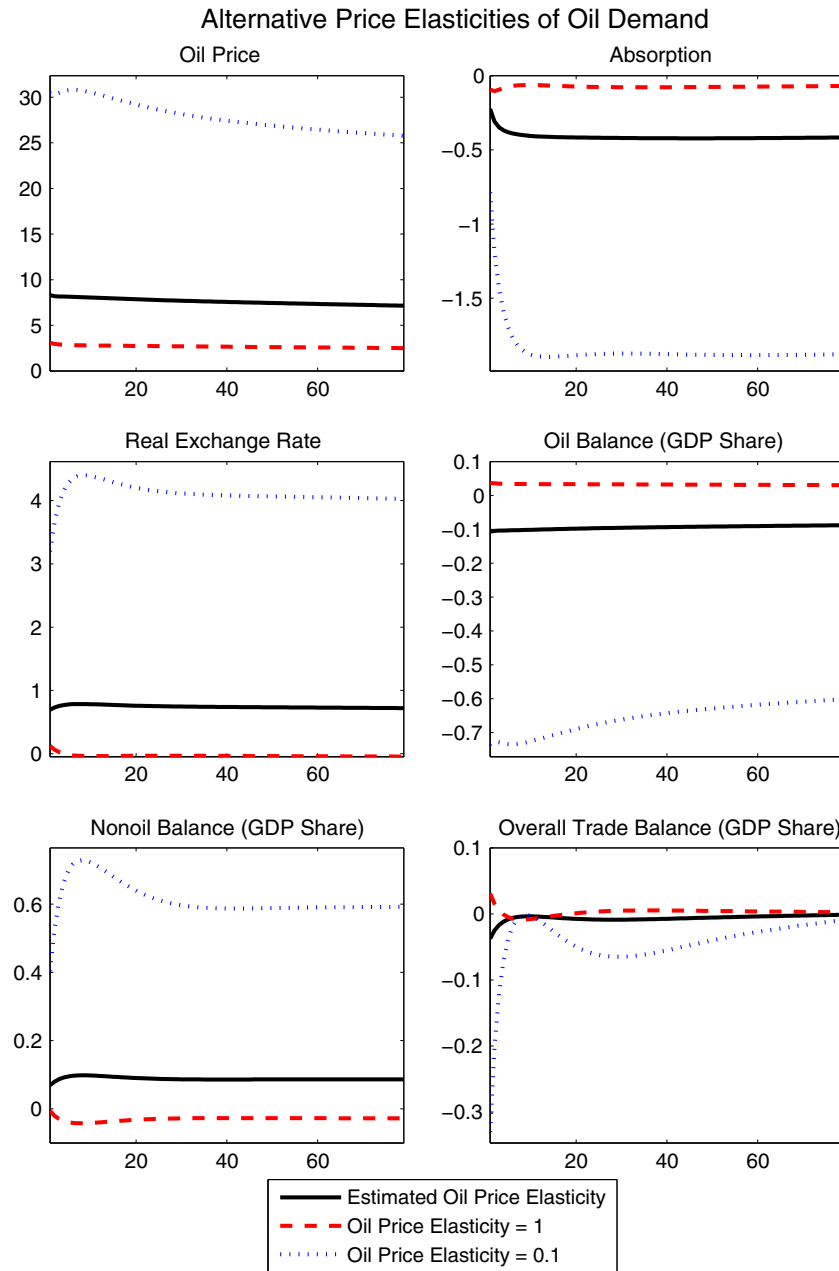 Alternative Price Elasticities of Oil Demand
Oil Price
30
25
20
15
10
5
0
20 40 60
Absorption
0
−0.5
−1
−1.5
20 40 60
Real Exchange Rate
4
3
2
1
0
20 40 60
Oil Balance (GDP Share)
0.1
0
−0.1
−0.2
−0.3
−0.4
−0.5
−0.6
−0.7
20 40 60
Nonoil Balance (GDP Share)
0.6
0.4
0.2
0
20 40 60
Overall Trade Balance (GDP Share)
0.1
0
−0.1
−0.2
−0.3
20 40 60
Estimated Oil Price Elasticity
Oil Price Elasticity = 1
Oil Price Elasticity = 0.1